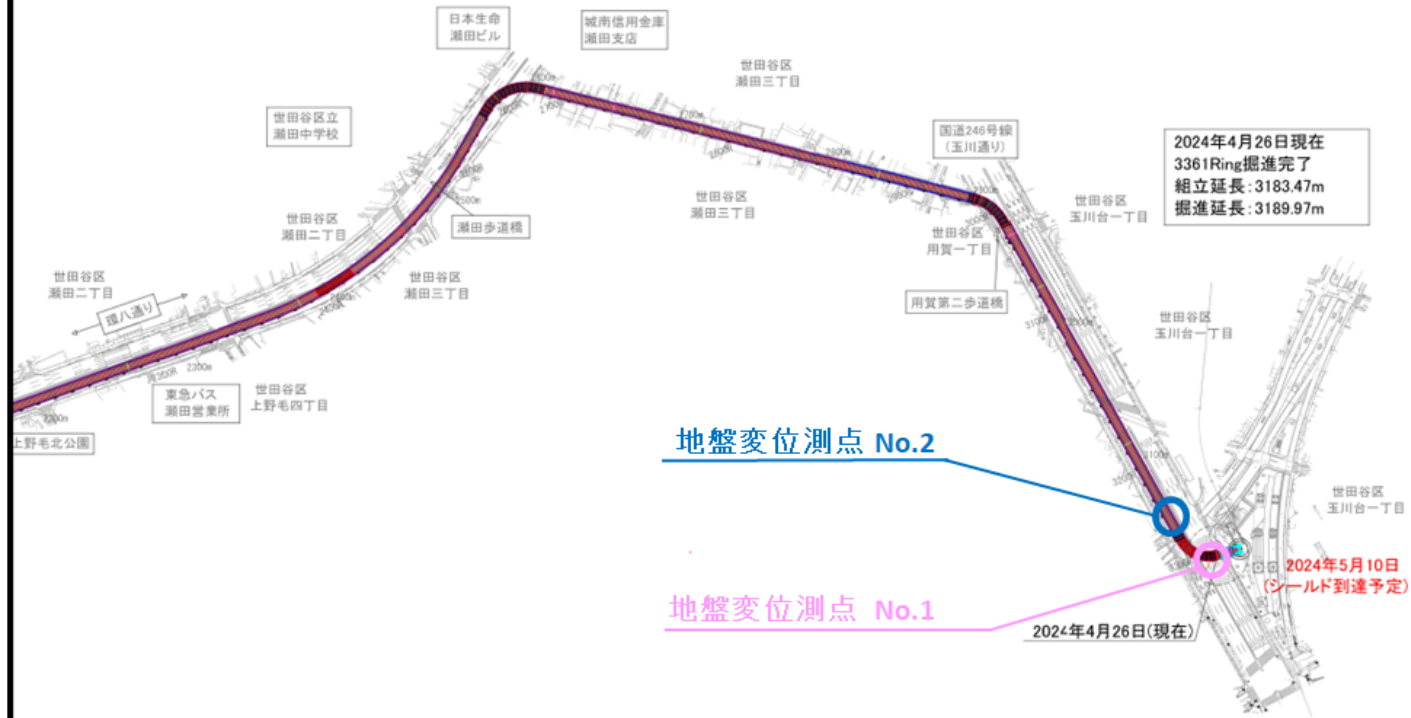 日本生命
瀬田ビル
城南信用金庫
瀬田支店
世田谷区
瀬田三丁目
世田谷区立
瀬田中学校
国道246号線
(玉川通り)
2024年4月26日現在
3361Ring掘進完了
組立延長:3183.47m
掘進延長:3189.97m
世田谷区
瀬田三丁目
世田谷区
玉川台一丁目
世田谷区
瀬田二丁目
瀬田歩道橋
世田谷区
用賀一丁目
世田谷区
瀬田二丁目
世田谷区
瀬田三丁目
用賀第二歩道橋
環八通り
世田谷区
玉川台一丁目
2300m
東急バス
瀬田営業所
世田谷区
上野毛四丁目
上野毛北公園
地盤変位測点 No.2
世田谷区
玉川台一丁目
2024年5月10日
(シールド到達予定)
地盤変位測点 No.1
2024年4月26日(現在)